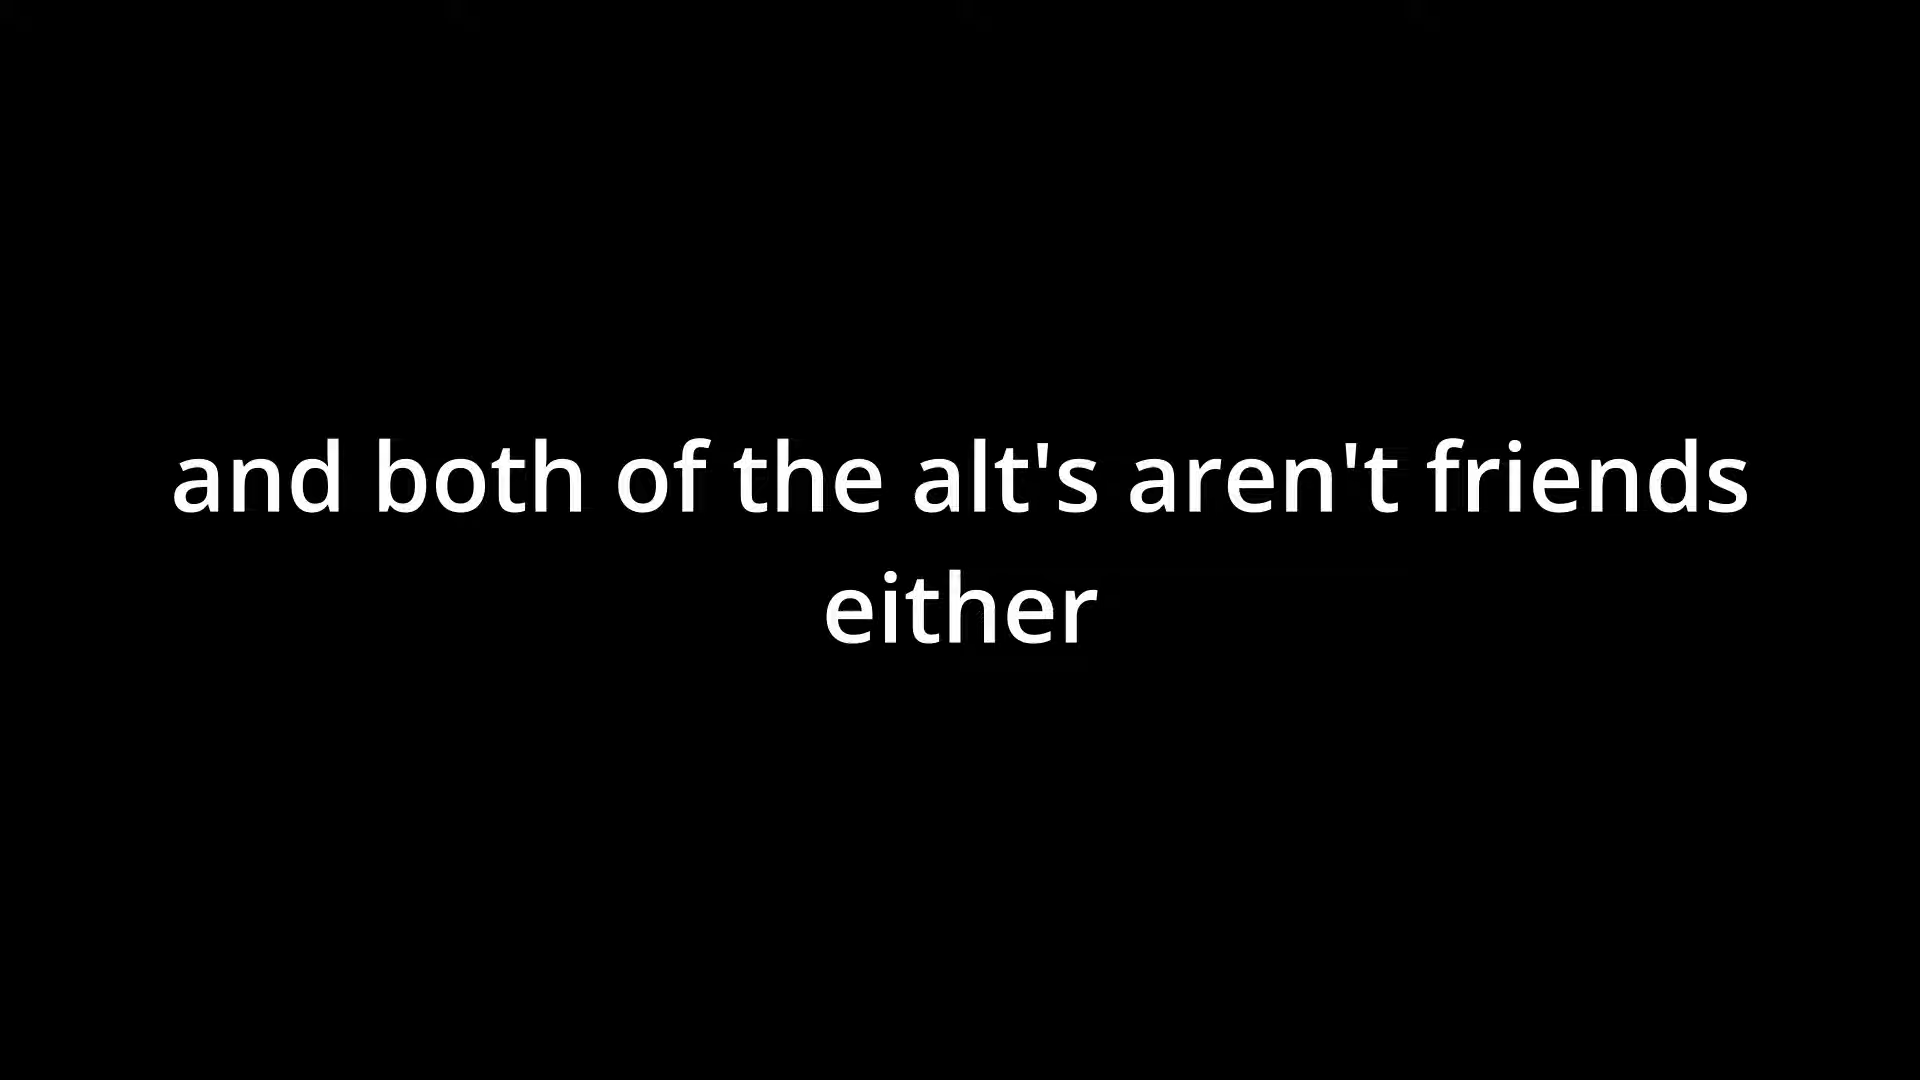 and both of the alt's aren't friends
either